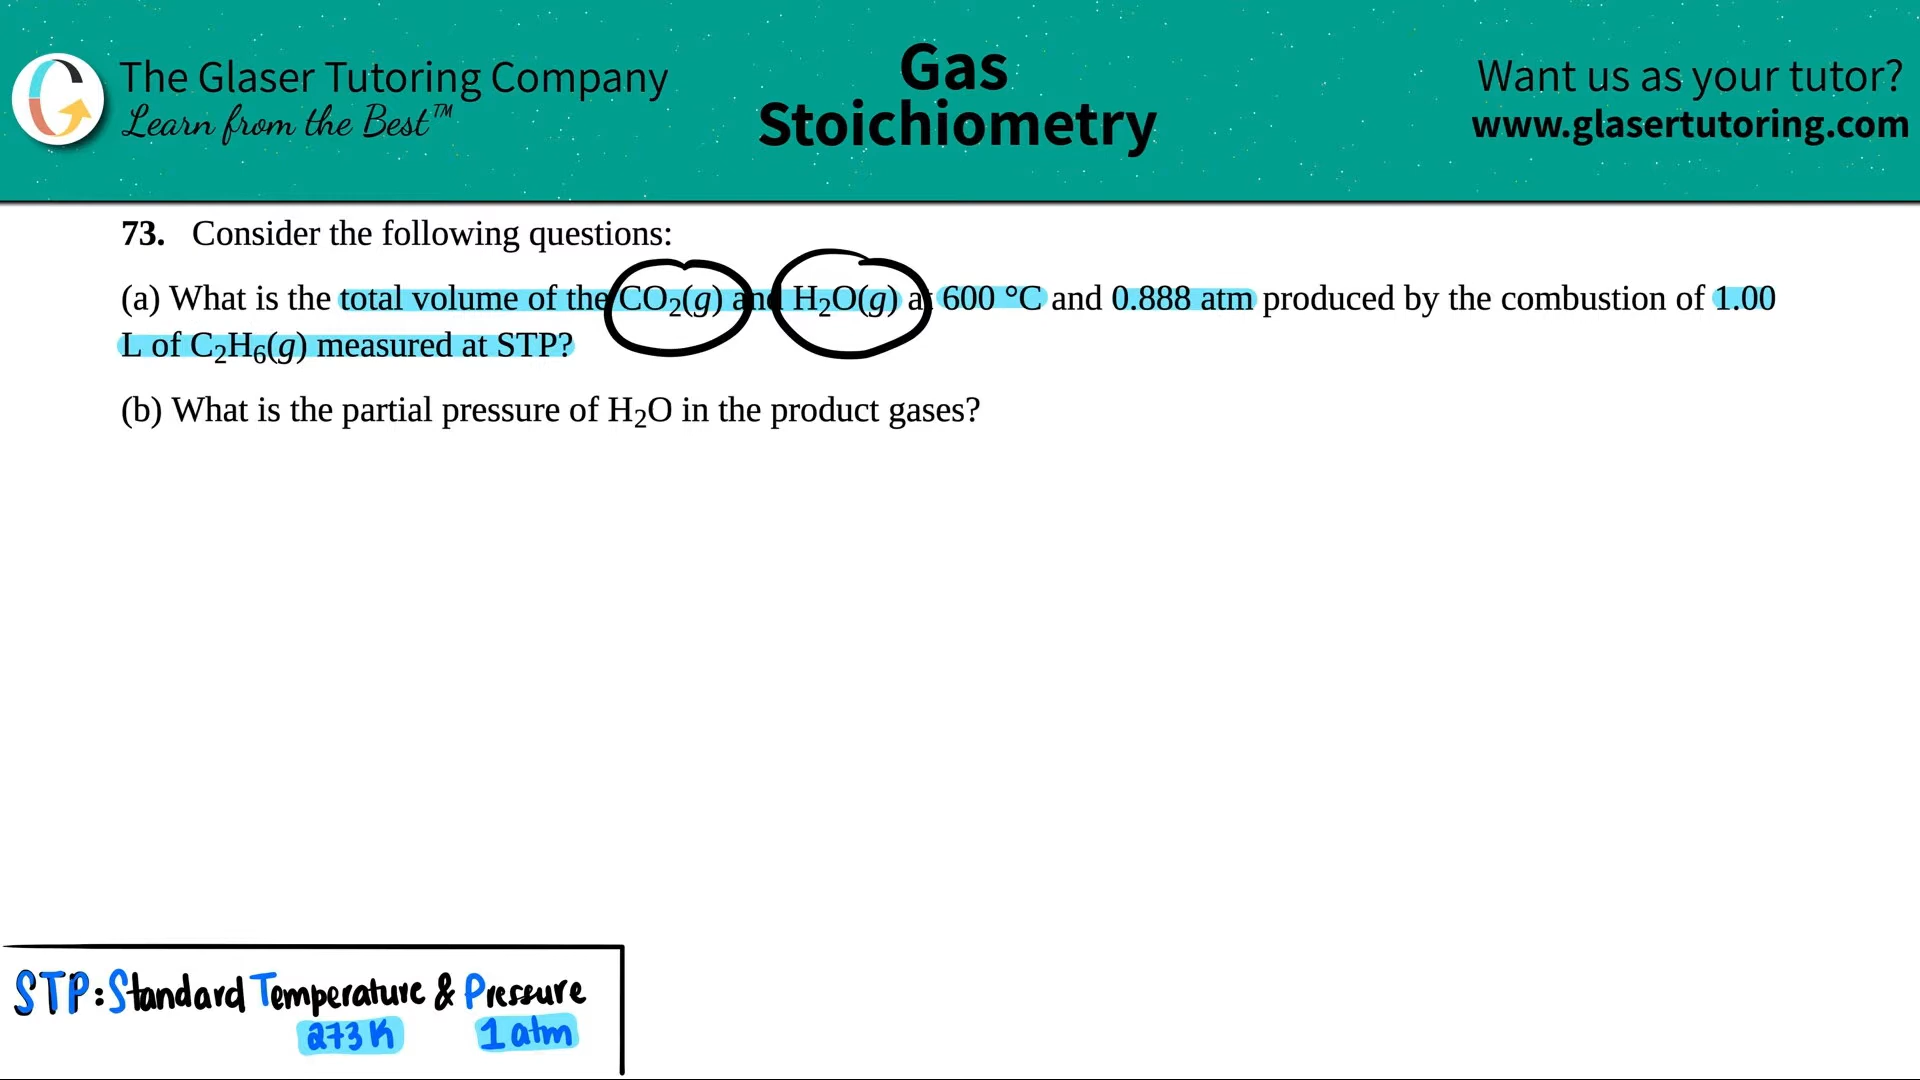 The Glaser Tutoring Company
Learn from the Best™
Gas
Stoichiometry
Want us as your tutor?
www.glasertutoring.com
73. Consider the following questions:
(a) What is the total volume of the CO₂(g) and H₂O(g) at 600 °C and 0.888 atm produced by the combustion of 1.00
L of C₂H₆(g) measured at STP?
(b) What is the partial pressure of H₂O in the product gases?
STP: Standard Temperature & Pressure
273 K 1 atm